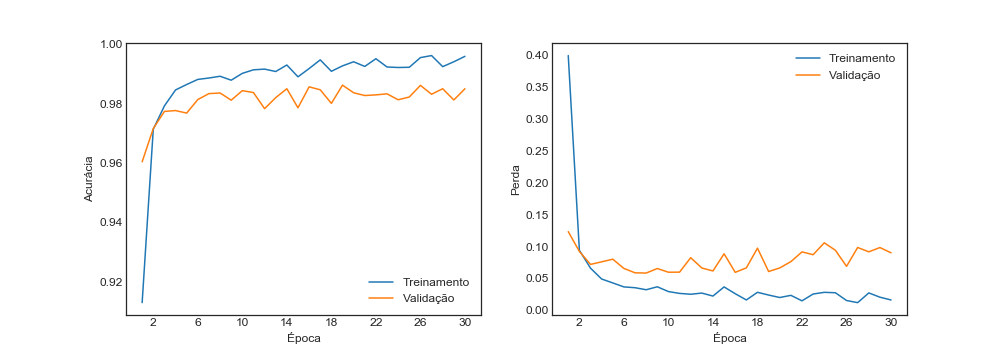 1.00
0.98
0.96
0.94
0.92
Acurácia
Treinamento
Validação
2 6 10 14 18 22 26 30
Época
0.40
0.35
0.30
0.25
0.20
0.15
0.10
0.05
0.00
Perda
Treinamento
Validação
2 6 10 14 18 22 26 30
Época